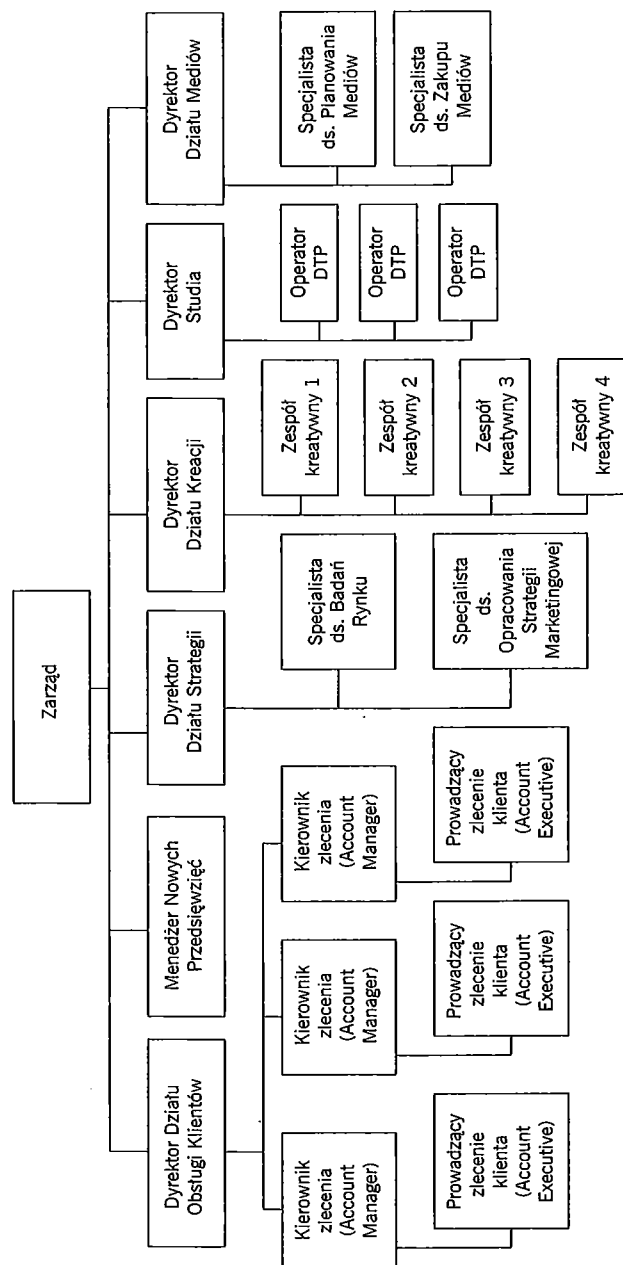 Zarząd
Dyrektor Działu
Obsługi Klientów
Menedżer Nowych
Przedsięwzięć
Dyrektor
Działu Strategii
Dyrektor
Działu Kreacji
Dyrektor
Studia
Dyrektor
Działu Mediów
Kierownik
zlecenia
(Account
Manager)
Kierownik
zlecenia
(Account
Manager)
Kierownik
zlecenia
(Account
Manager)
Prowadzący
zlecenie
klienta
(Account
Executive)
Prowadzący
zlecenie
klienta
(Account
Executive)
Prowadzący
zlecenie
klienta
(Account
Executive)
Specjalista
ds. Badań
Rynku
Specjalista
ds.
Opracowania
Strategii
Marketingowej
Zespół
kreatywny 1
Zespół
kreatywny 2
Zespół
kreatywny 3
Zespół
kreatywny 4
Operator
DTP
Operator
DTP
Operator
DTP
Specjalista
ds. Planowania
Mediów
Specjalista
ds. Zakupu
Mediów